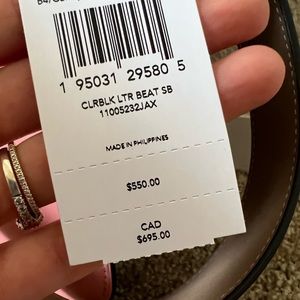 1 95031 29580 5
CLRBLK LTR BEAT SB
11005232JAX
MADE IN PHILIPPINES
$550.00
CAD
$695.00